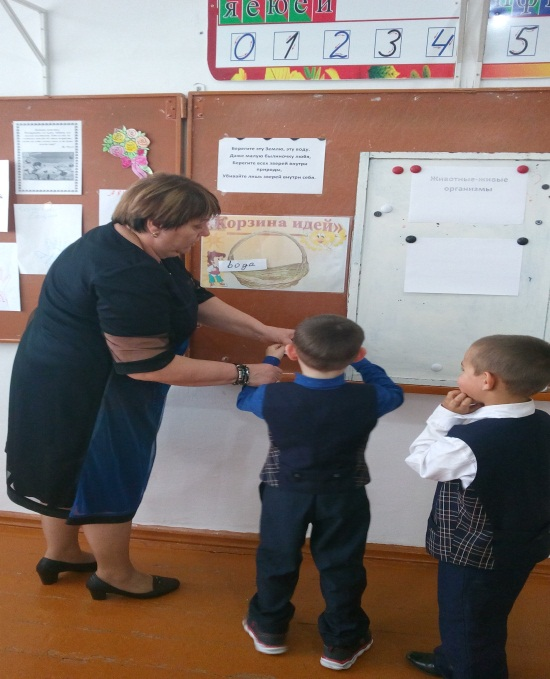 я е ю ё и
0 1 2 3 4 5
Берегите эту Землю, эту воду,
Даже малую былиночку любя,
Берегите всех зверей внутри
природы,
Убивайте лишь зверей внутри себя.
«Корзина идей»
вода
Животные-живые
организмы